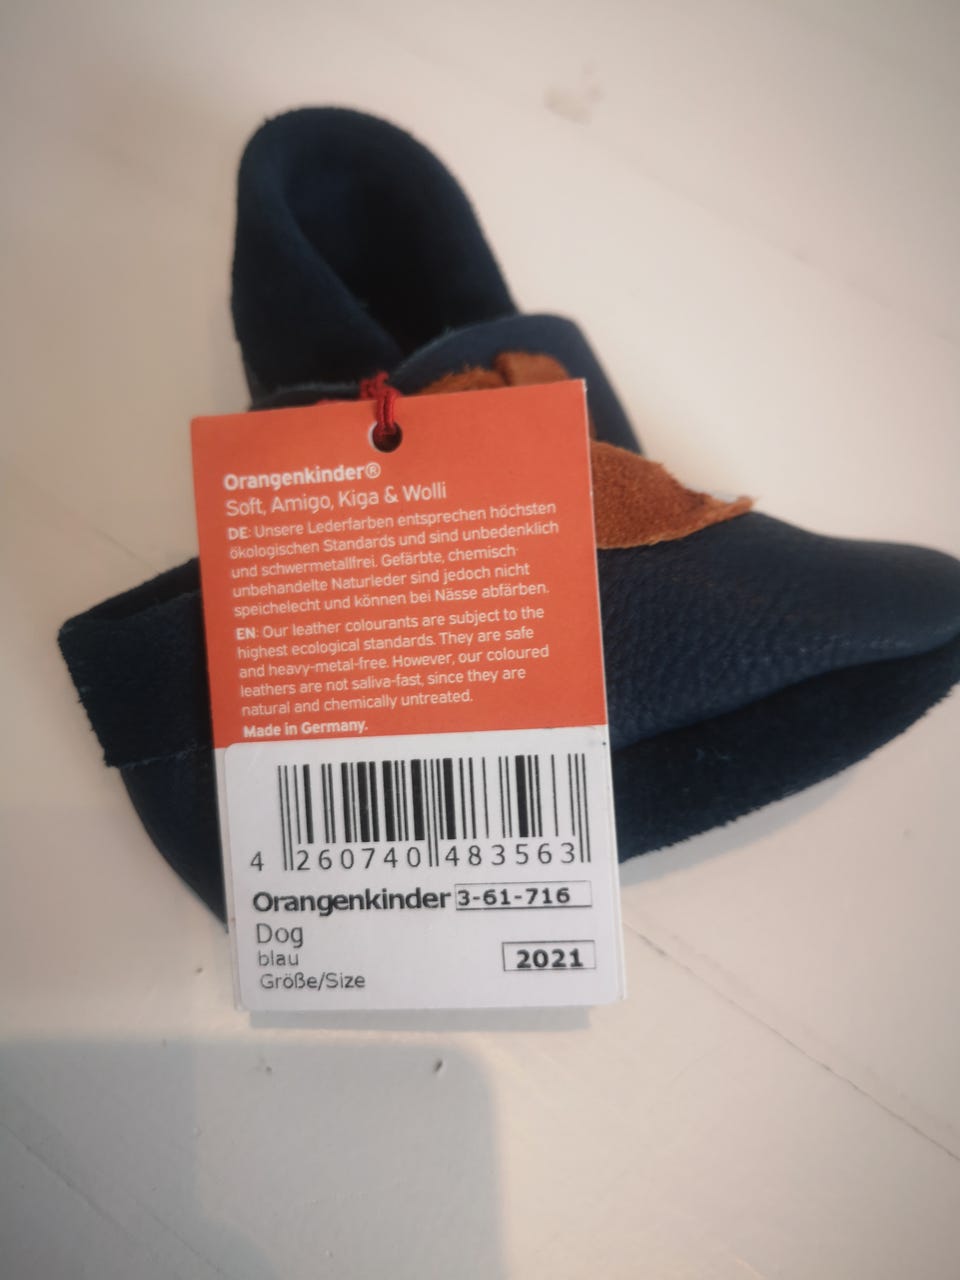 Orangenkinder®
Soft, Amigo, Kiga & Wolli
DE: Unsere Lederfarben entsprechen höchsten
ökologischen Standards und sind unbedenklich
und schwermetallfrei. Gefärbte, chemisch
unbehandelte Naturleder sind jedoch nicht
speichelecht und können bei Nässe abfärben.
EN: Our leather colourants are subject to the
highest ecological standards. They are safe
and heavy-metal-free. However, our coloured
leathers are not saliva-fast, since they are
natural and chemically untreated.
Made in Germany.
4 260740 483563
Orangenkinder 3-61-716
Dog
blau
2021
Größe/Size